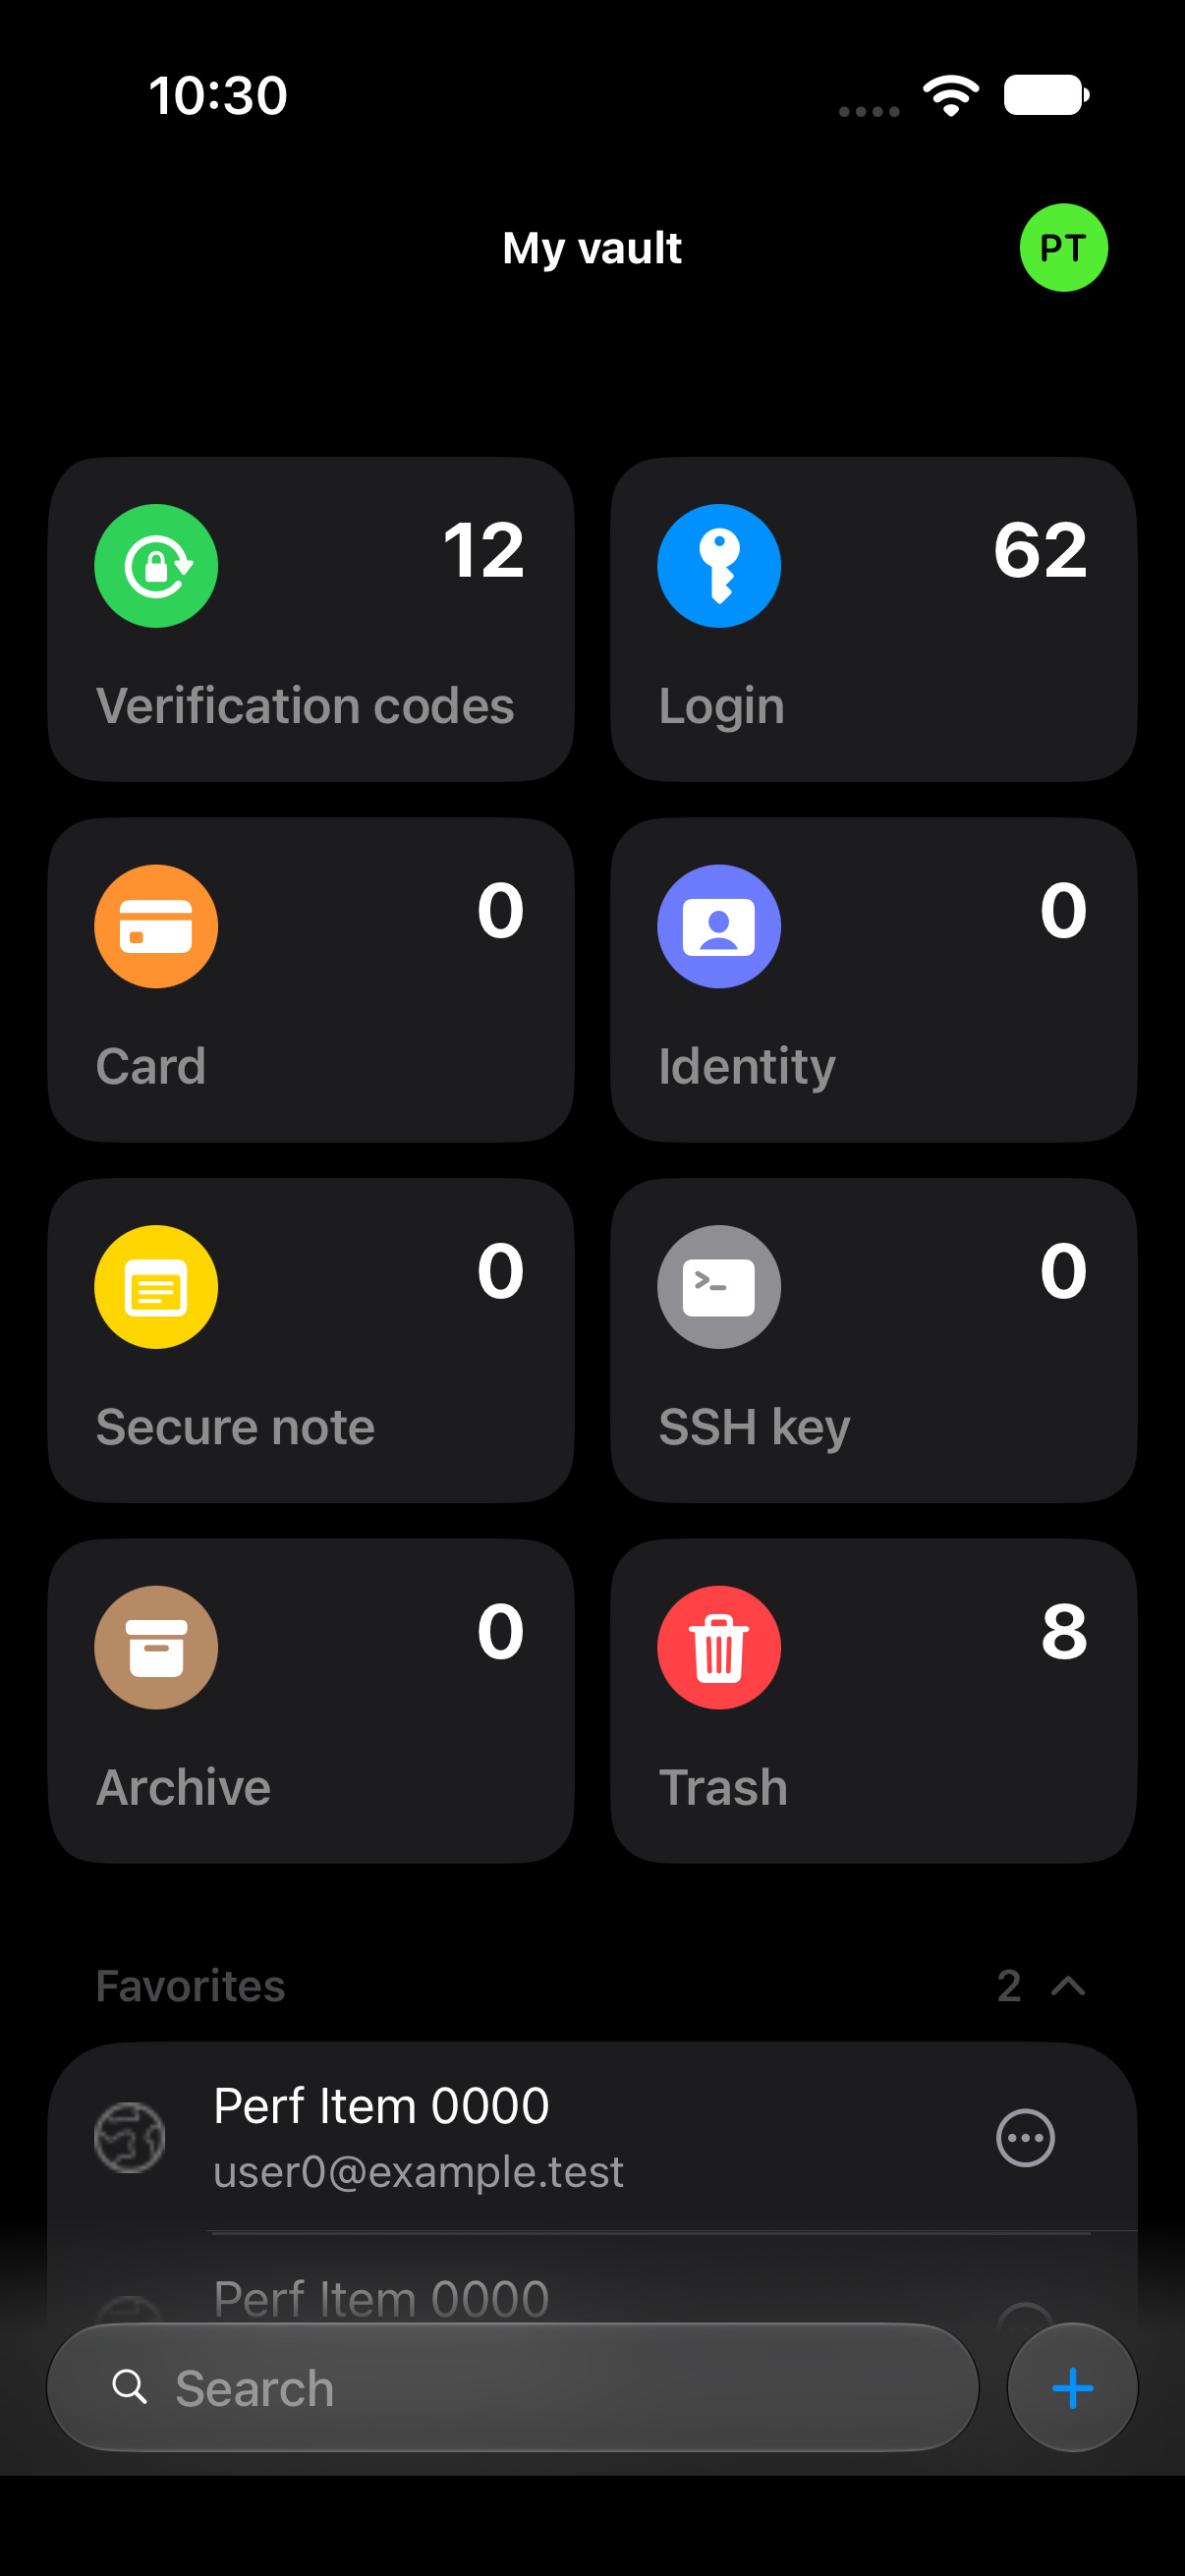 10:30
My vault
PT
12
62
Verification codes
Login
0
0
Card
Identity
0
0
Secure note
SSH key
0
8
Archive
Trash
Favorites
2
Perf Item 0000
user0@example.test
Perf Item 0000
Search